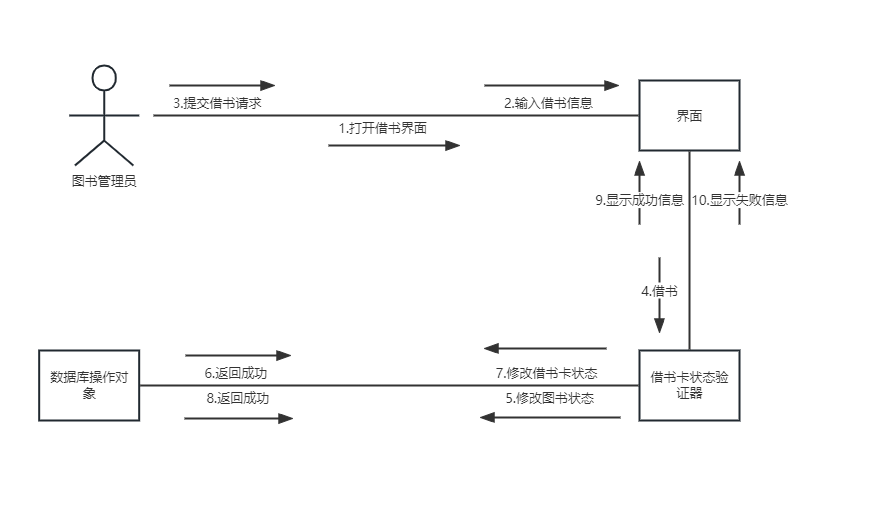 3.提交借书请求
2.输入借书信息
1.打开借书界面
界面
图书管理员
9.显示成功信息
10.显示失败信息
4.借书
数据库操作对
象
6.返回成功
7.修改借书卡状态
借书卡状态验
证器
8.返回成功
5.修改图书状态